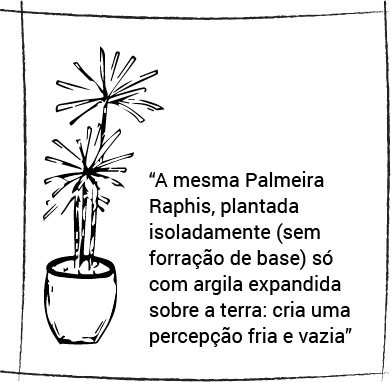 “A mesma Palmeira
Raphis, plantada
isoladamente (sem
forração de base) só
com argila expandida
sobre a terra: cria uma
percepção fria e vazia”